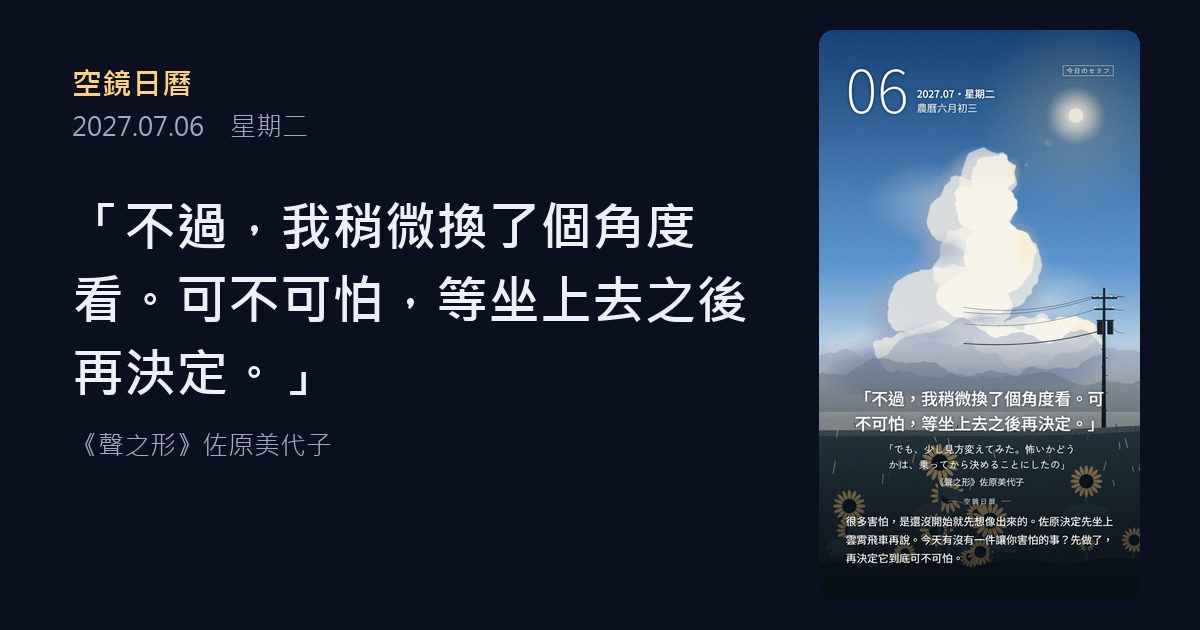 空鏡日曆
2027.07.06 星期二
「不過，我稍微換了個角度
看。可不可怕，等坐上去之後
再決定。」
《聲之形》佐原美代子
今日のセリフ
06
2027.07・星期二
農曆六月初三
「不過，我稍微換了個角度看。可
不可怕，等坐上去之後再決定。」
「でも、少し見方変えてみた。怖いかどう
かは、乗ってから決めることにしたの」
《聲之形》佐原美代子
空鏡日曆
很多害怕，是還沒開始就先想像出來的。佐原決定先坐上
雲霄飛車再說。今天有沒有一件讓你害怕的事？先做了，
再決定它到底可不可怕。